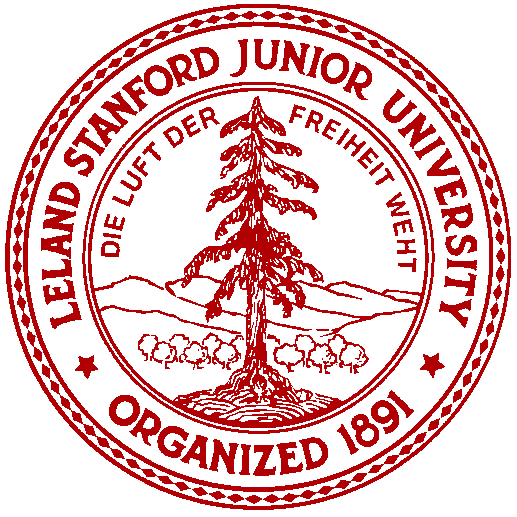 LELAND STANFORD JUNIOR UNIVERSITY
DIE LUFT DER FREIHEIT WEHT
ORGANIZED 1891